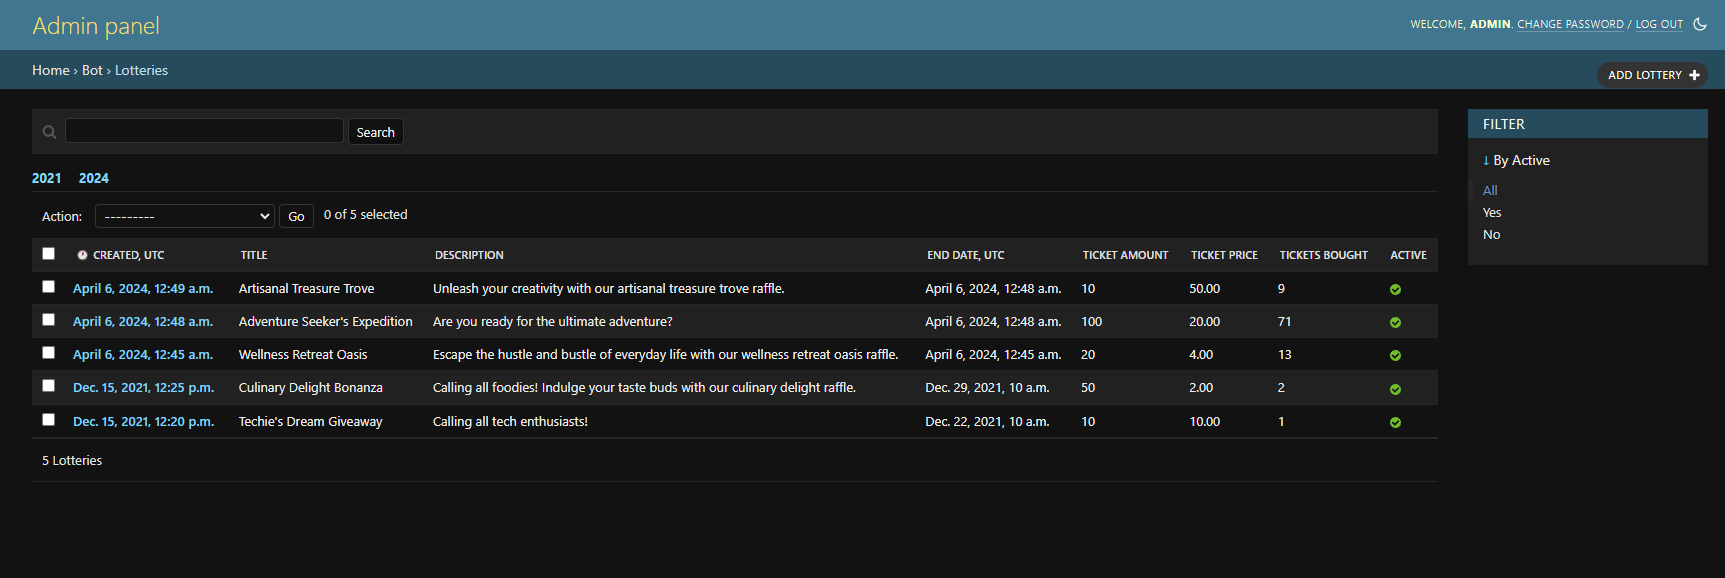 Admin panel
WELCOME, ADMIN. CHANGE PASSWORD / LOG OUT
Home › Bot › Lotteries
ADD LOTTERY
Search
2021 2024
Action: --------- Go 0 of 5 selected
CREATED, UTC TITLE DESCRIPTION END DATE, UTC TICKET AMOUNT TICKET PRICE TICKETS BOUGHT ACTIVE
April 6, 2024, 12:49 a.m. Artisanal Treasure Trove Unleash your creativity with our artisanal treasure trove raffle. April 6, 2024, 12:48 a.m. 10 50.00 9
April 6, 2024, 12:48 a.m. Adventure Seeker's Expedition Are you ready for the ultimate adventure? April 6, 2024, 12:48 a.m. 100 20.00 71
April 6, 2024, 12:45 a.m. Wellness Retreat Oasis Escape the hustle and bustle of everyday life with our wellness retreat oasis raffle. April 6, 2024, 12:45 a.m. 20 4.00 13
Dec. 15, 2021, 12:25 p.m. Culinary Delight Bonanza Calling all foodies! Indulge your taste buds with our culinary delight raffle. Dec. 29, 2021, 10 a.m. 50 2.00 2
Dec. 15, 2021, 12:20 p.m. Techie's Dream Giveaway Calling all tech enthusiasts! Dec. 22, 2021, 10 a.m. 10 10.00 1
5 Lotteries
FILTER
↓ By Active
All
Yes
No